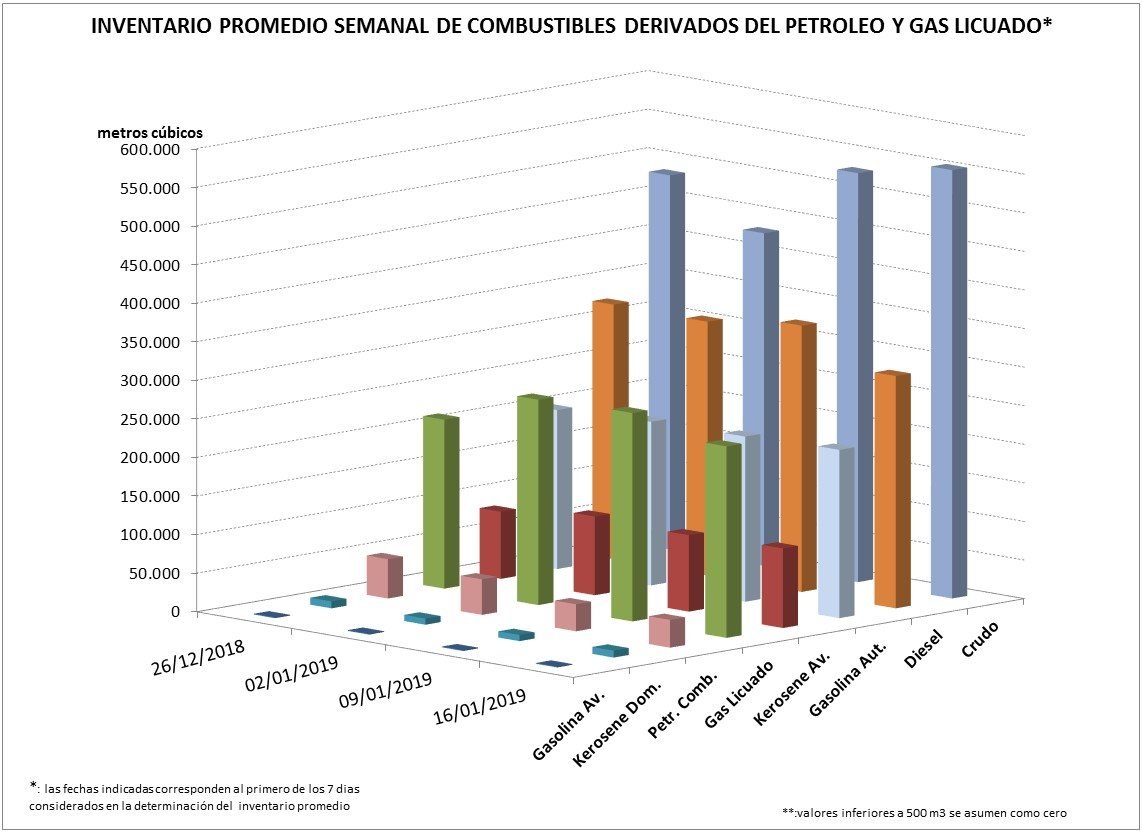 INVENTARIO PROMEDIO SEMANAL DE COMBUSTIBLES DERIVADOS DEL PETROLEO Y GAS LICUADO*
metros cúbicos
600.000
550.000
500.000
450.000
400.000
350.000
300.000
250.000
200.000
150.000
100.000
50.000
0
26/12/2018
02/01/2019
09/01/2019
16/01/2019
Gasolina Av.
Kerosene Dom.
Petr. Comb.
Gas Licuado
Kerosene Av.
Gasolina Aut.
Diesel
Crudo
*: las fechas indicadas corresponden al primero de los 7 dias
considerados en la determinación del inventario promedio
**:valores inferiores a 500 m3 se asumen como cero